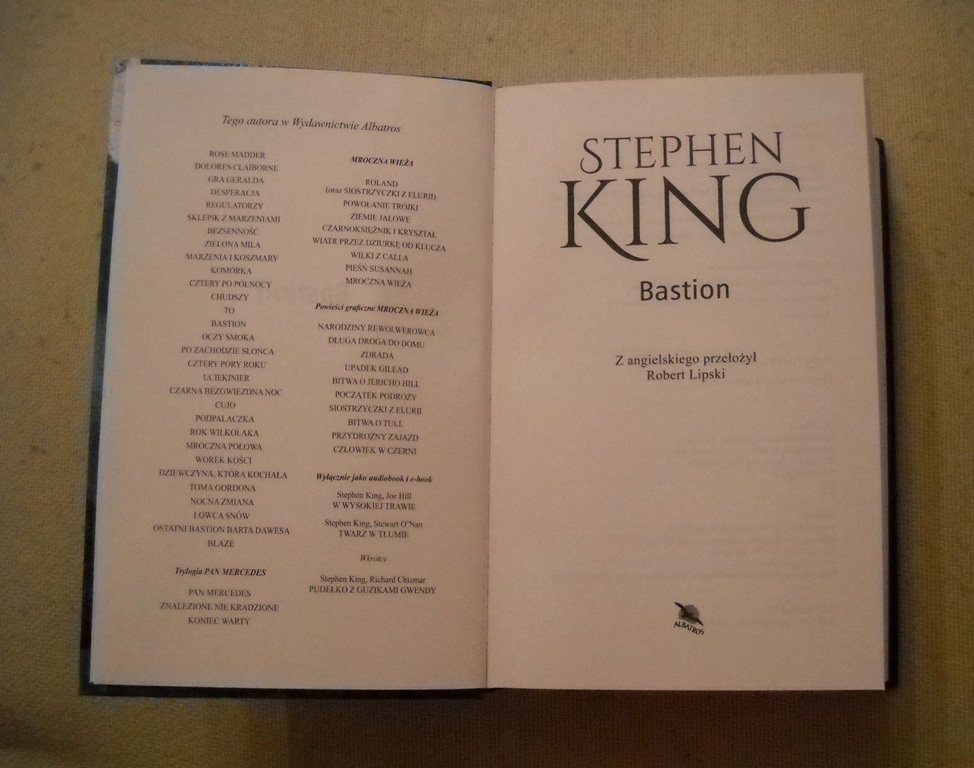 Tego autora w Wydawnictwie Albatros
ROSE MADDER
DOLORES CLAIBORNE
GRA GERALDA
DESPERACJA
REGULATORZY
SKLEPIK Z MARZENIAMI
BEZSENNOŚĆ
ZIELONA MILA
MARZENIA I KOSZMARY
KOMÓRKA
CZTERY PO PÓŁNOCY
CHUDSZY
TO
BASTION
OCZY SMOKA
PO ZACHODZIE SŁOŃCA
CZTERY PORY ROKU
UCIEKINIER
CZARNA BEZGWIEZDNA NOC
CUJO
PODPALACZKA
ROK WILKOŁAKA
MROCZNA POŁOWA
WOREK KOŚCI
DZIEWCZYNA, KTÓRA KOCHAŁA
TOMA GORDONA
NOCNA ZMIANA
ŁOWCA SNÓW
OSTATNI BASTION BARTA DAWESA
BLAZE
Trylogia PAN MERCEDES
PAN MERCEDES
ZNALEZIONE NIE KRADZIONE
KONIEC WARTY
MROCZNA WIEŻA
ROLAND
(oraz SIOSTRZYCZKI Z ELURII)
POWOŁANIE TRÓJKI
ZIEMIE JAŁOWE
CZARNOKSIĘŻNIK I KRYSZTAŁ
WIATR PRZEZ DZIURKĘ OD KLUCZA
WILKI Z CALLA
PIEŚŃ SUSANNAH
MROCZNA WIEŻA
Powieści graficzne MROCZNA WIEŻA
NARODZINY REWOLWEROWCA
DŁUGA DROGA DO DOMU
ZDRADA
UPADEK GILEAD
BITWA O JERICHO HILL
POCZĄTEK PODRÓŻY
SIOSTRZYCZKI Z ELURII
BITWA O TULL
PRZYDROŻNY ZAJAZD
CZŁOWIEK W CZERNI
Wyłącznie jako audiobook i e-book
Stephen King, Joe Hill
W WYSOKIEJ TRAWIE
Stephen King, Stewart O'Nan
TWARZ W TŁUMIE
Wkrótce
Stephen King, Richard Chizmar
PUDEŁKO Z GUZIKAMI GWENDY
STEPHEN
KING
Bastion
Z angielskiego przełożył
Robert Lipski
ALBATROS